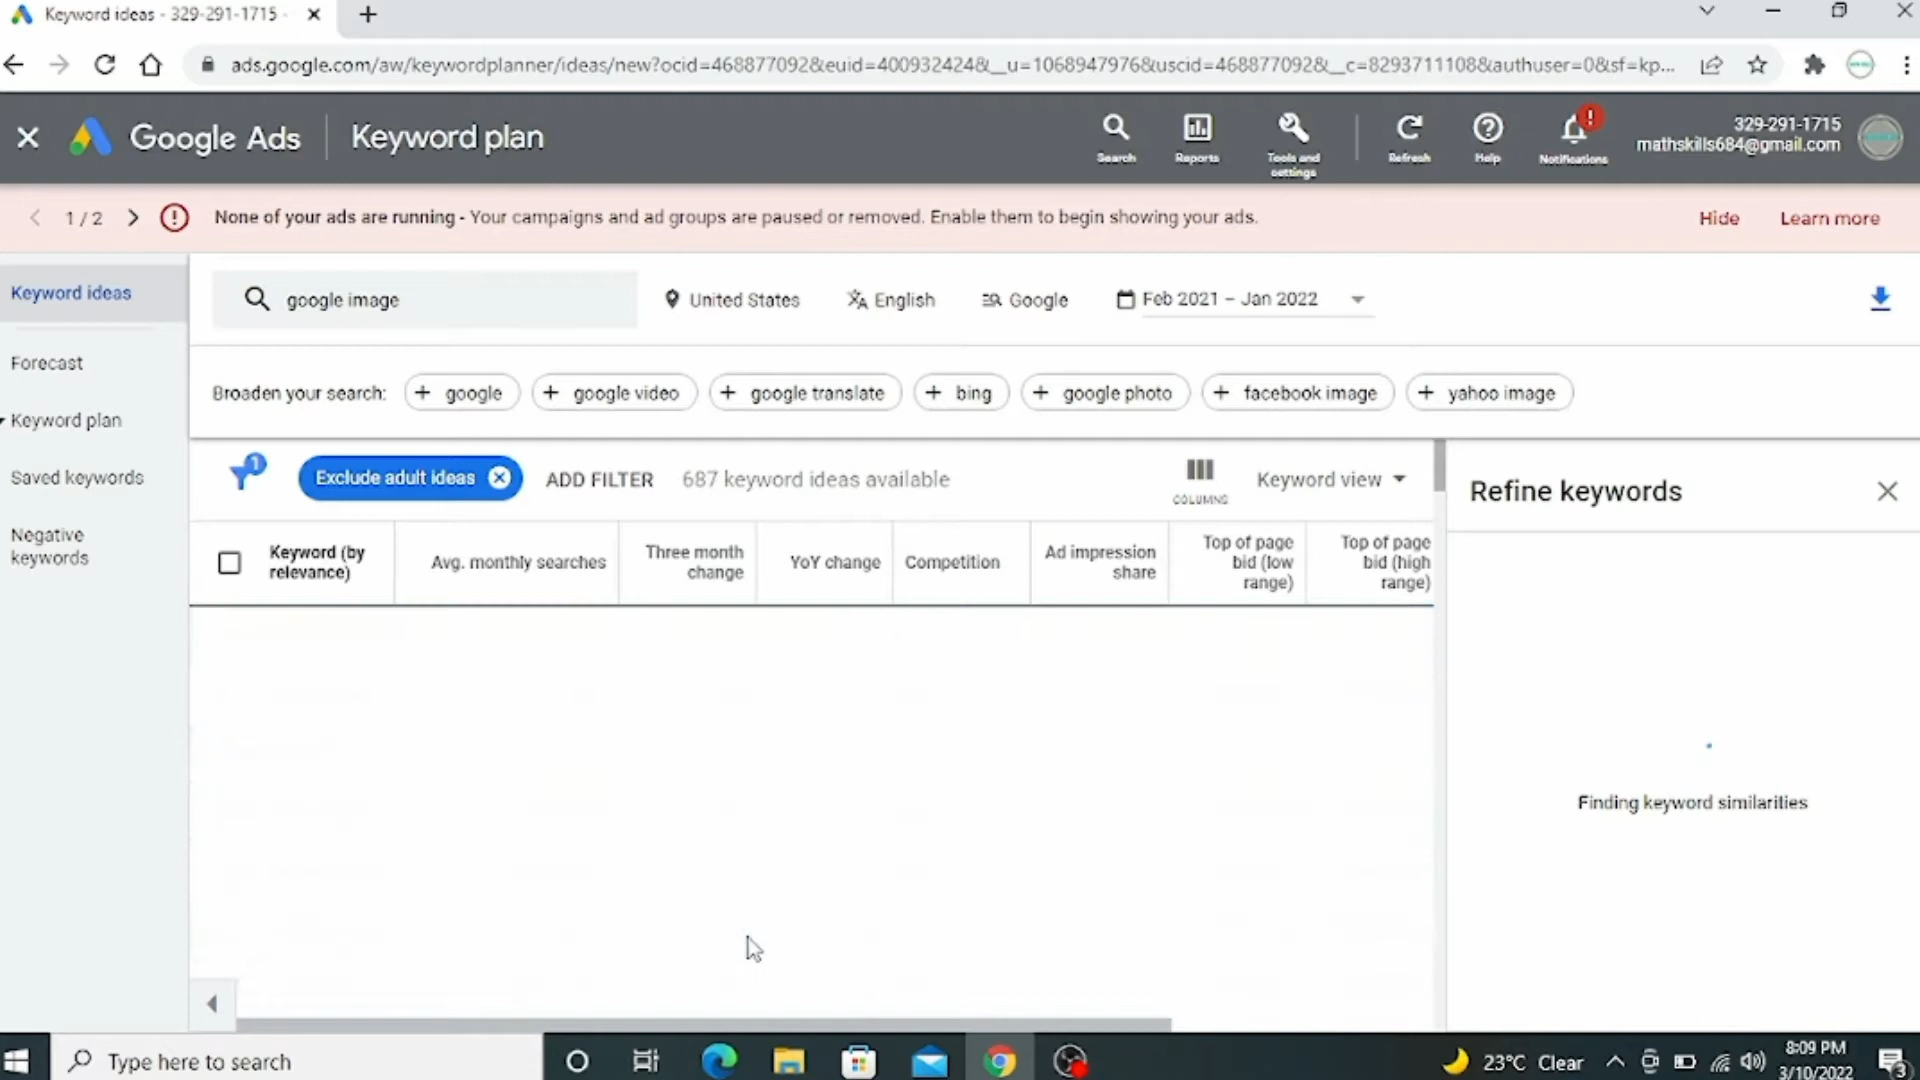 Keyword ideas - 329-291-1715 -
ads.google.com/aw/keywordplanner/ideas/new?ocid=468877092&euid=400932424&__u=1068947976&uscid=468877092&__c=8293711108&authuser=0&sf=kp...
Google Ads
Keyword plan
Search
Reports
Tools and
settings
Refresh
Help
!
Notifications
329-291-1715
mathskills684@gmail.com
1 / 2
None of your ads are running - Your campaigns and ad groups are paused or removed. Enable them to begin showing your ads.
Hide
Learn more
Keyword ideas
Forecast
Keyword plan
Saved keywords
Negative
keywords
google image
United States
English
Google
Feb 2021 – Jan 2022
Broaden your search:
+ google
+ google video
+ google translate
+ bing
+ google photo
+ facebook image
+ yahoo image
1
Exclude adult ideas
ADD FILTER
687 keyword ideas available
COLUMNS
Keyword view
Refine keywords
Keyword (by
relevance)
Avg. monthly searches
Three month
change
YoY change
Competition
Ad impression
share
Top of page
bid (low
range)
Top of page
bid (high
range)
Finding keyword similarities
Type here to search
23°C Clear
8:09 PM
3/10/2022
3